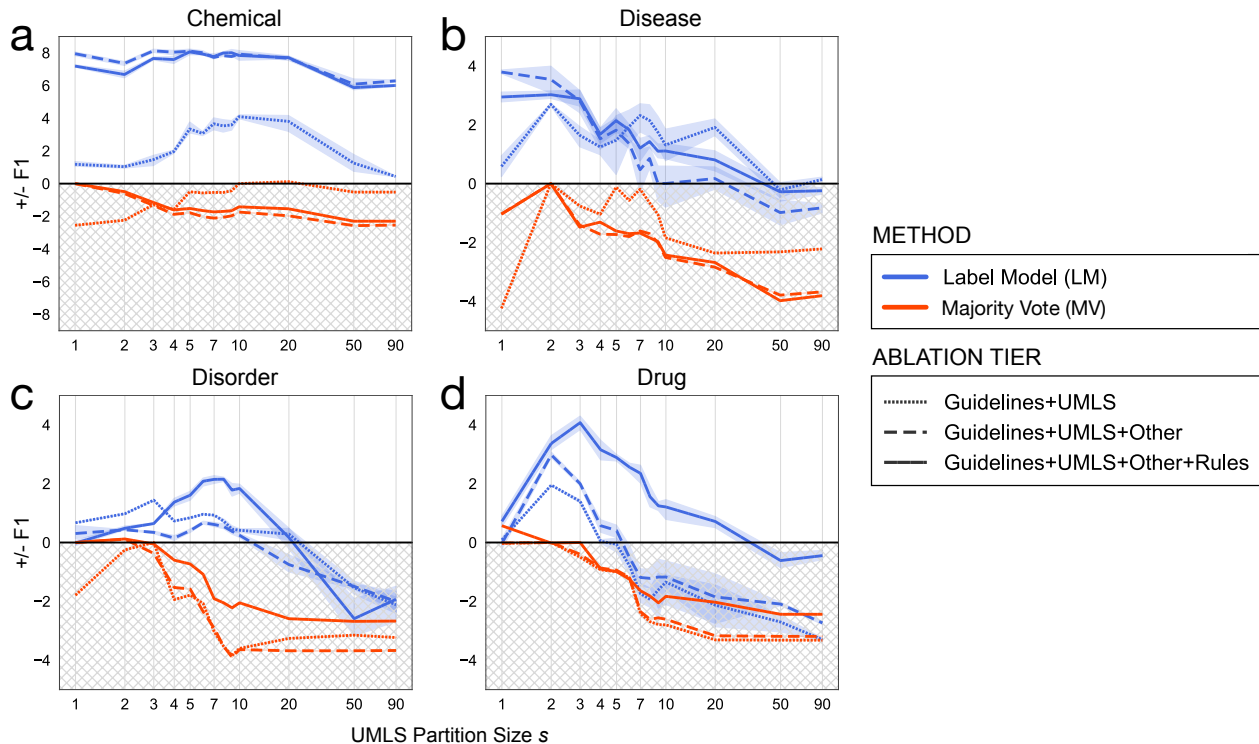 a
Chemical
8
6
4
2
0
−2
−4
−6
−8
+/- F1
1 2 3 4 5 7 10 20 50 90
b
Disease
4
2
0
−2
−4
1 2 3 4 5 7 10 20 50 90
c
Disorder
4
2
0
−2
−4
+/- F1
1 2 3 4 5 7 10 20 50 90
d
Drug
4
2
0
−2
−4
1 2 3 4 5 7 10 20 50 90
UMLS Partition Size s
METHOD
Label Model (LM)
Majority Vote (MV)
ABLATION TIER
Guidelines+UMLS
Guidelines+UMLS+Other
Guidelines+UMLS+Other+Rules